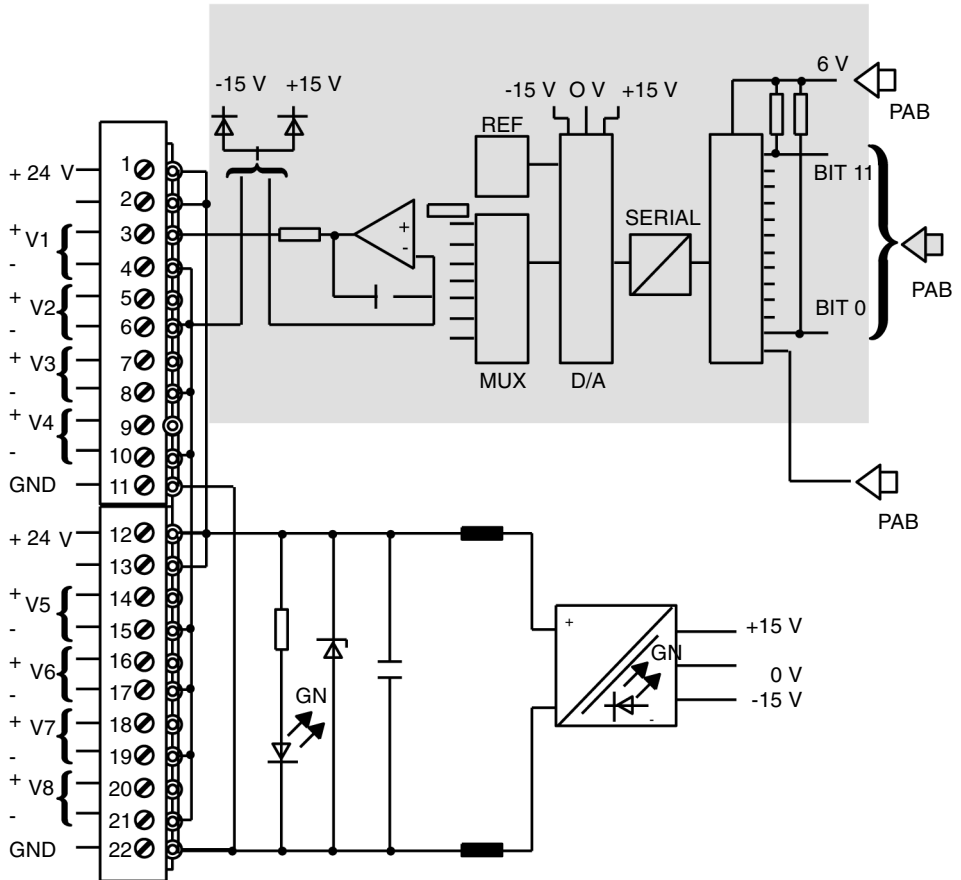 -15 V +15 V
-15 V O V +15 V
6 V
PAB
REF
BIT 11
SERIAL
PAB
BIT 0
MUX
D/A
PAB
+ 24 V
1
2
+ V1 -
3
4
+ V2 -
5
6
+ V3 -
7
8
+ V4 -
9
10
GND 11
+ 24 V
12
13
+ V5 -
14
15
+ V6 -
16
17
+ V7 -
18
19
+ V8 -
20
21
GND 22
+ -
GN
+
GN
-
+15 V
0 V
-15 V